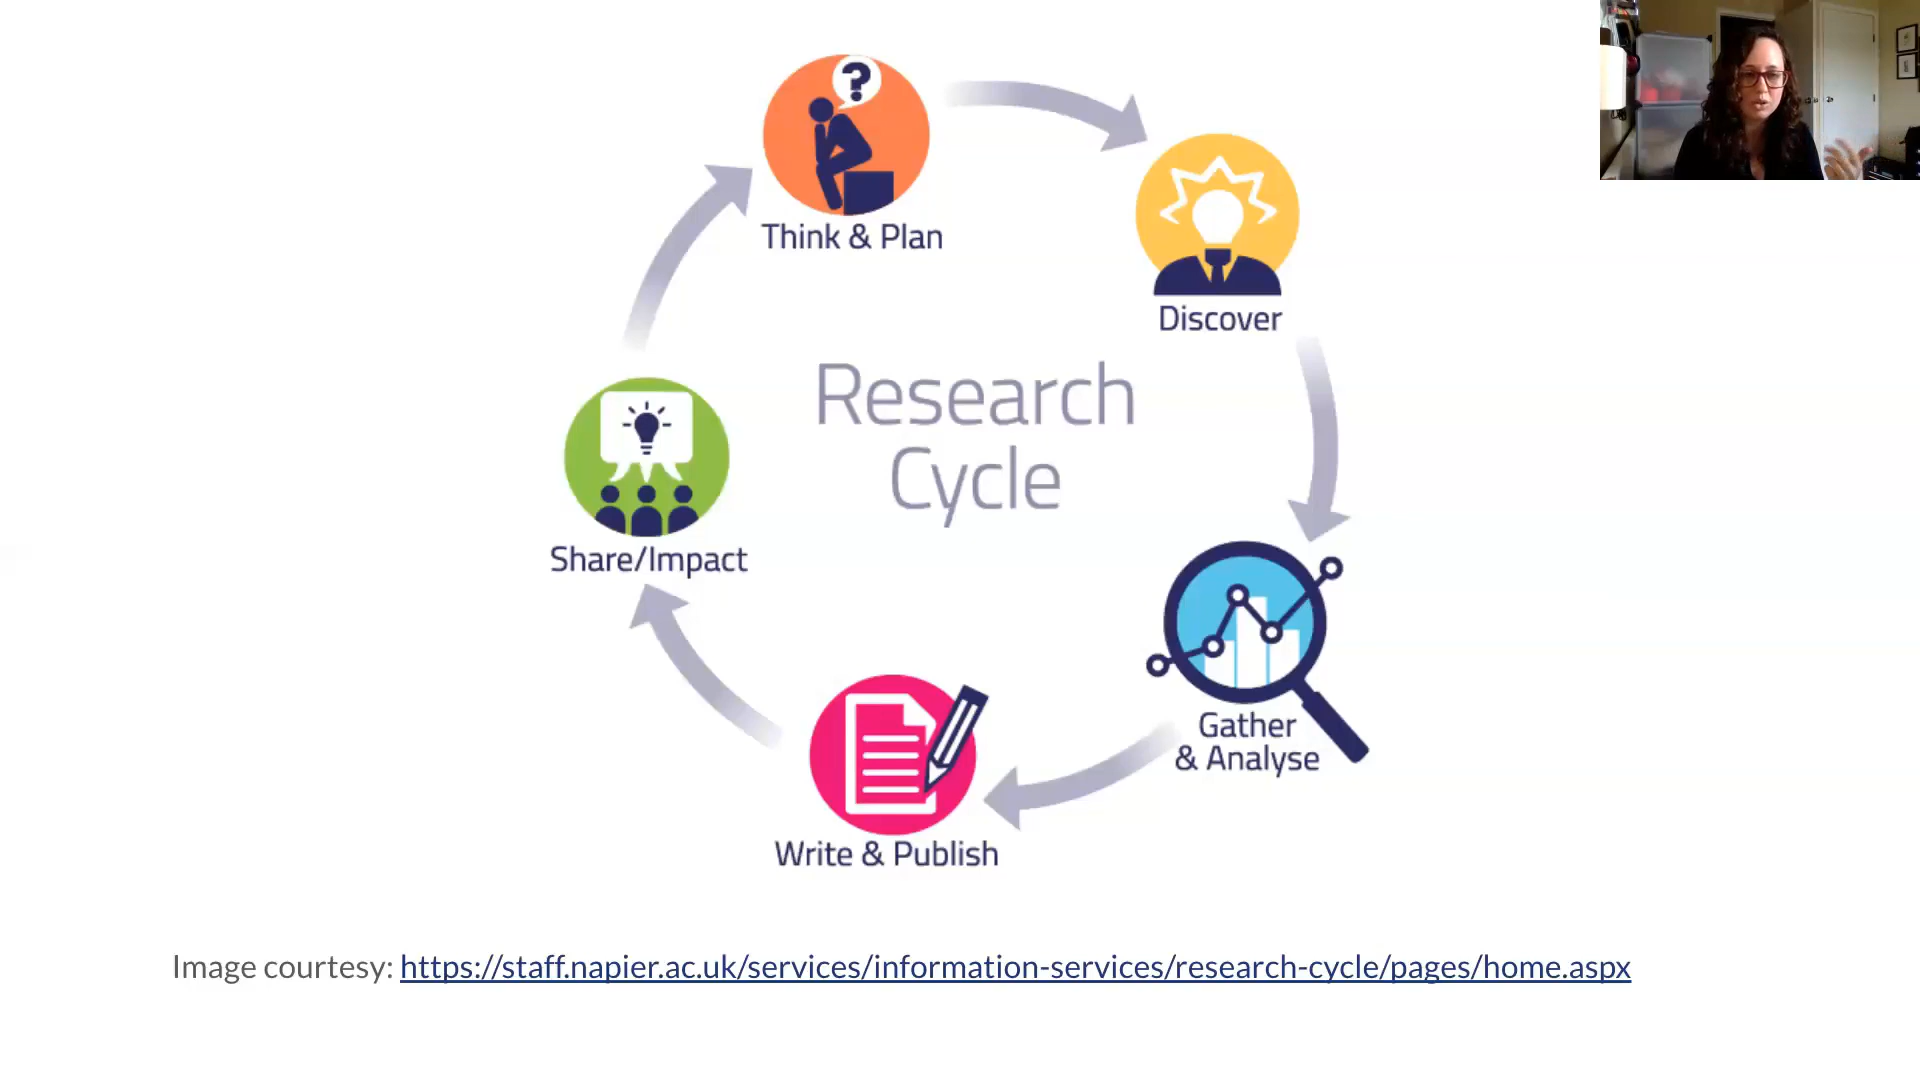 ?
Think & Plan
Discover
Research
Cycle
Share/Impact
Gather
& Analyse
Write & Publish
Image courtesy: https://staff.napier.ac.uk/services/information-services/research-cycle/pages/home.aspx